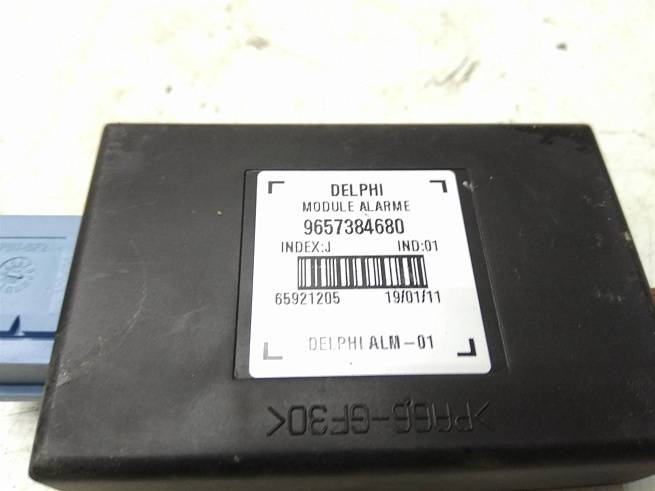 DELPHI
MODULE ALARME
9657384680
INDEX:J IND:01
65921205 19/01/11
DELPHI ALM-01
>PA66-GF30<